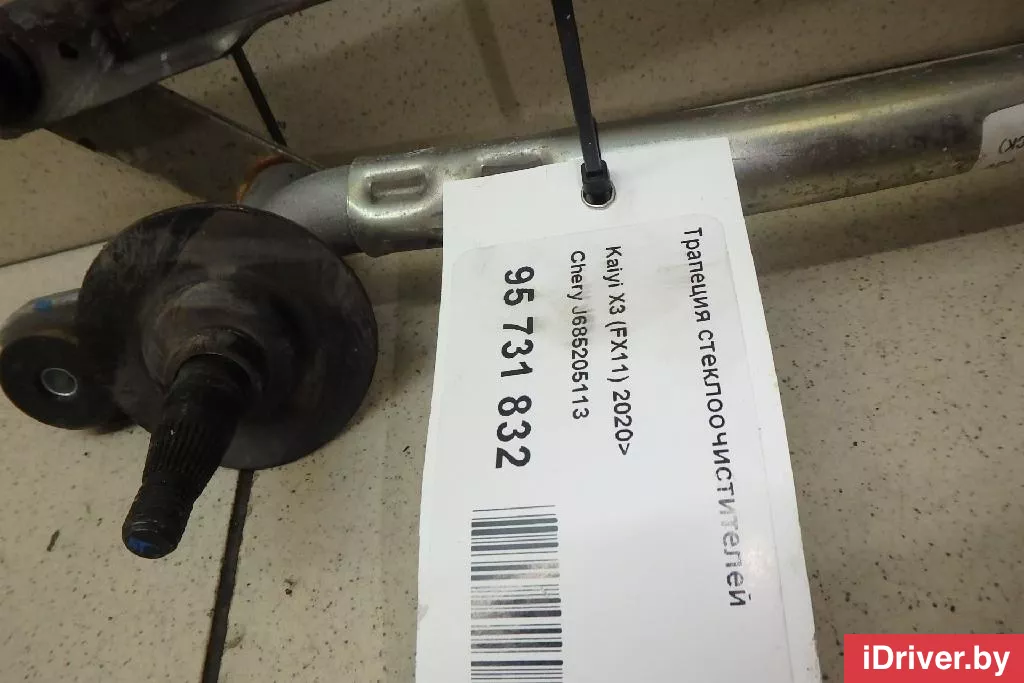 Трапеция стеклоочистителей
Kaiyi X3 (FX11) 2020>
Chery J685205113
95 731 832
iDriver.by